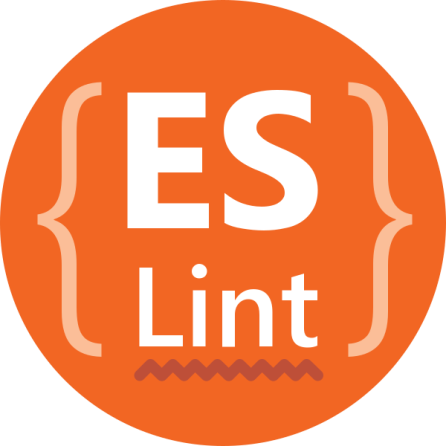 { ES }
Lint